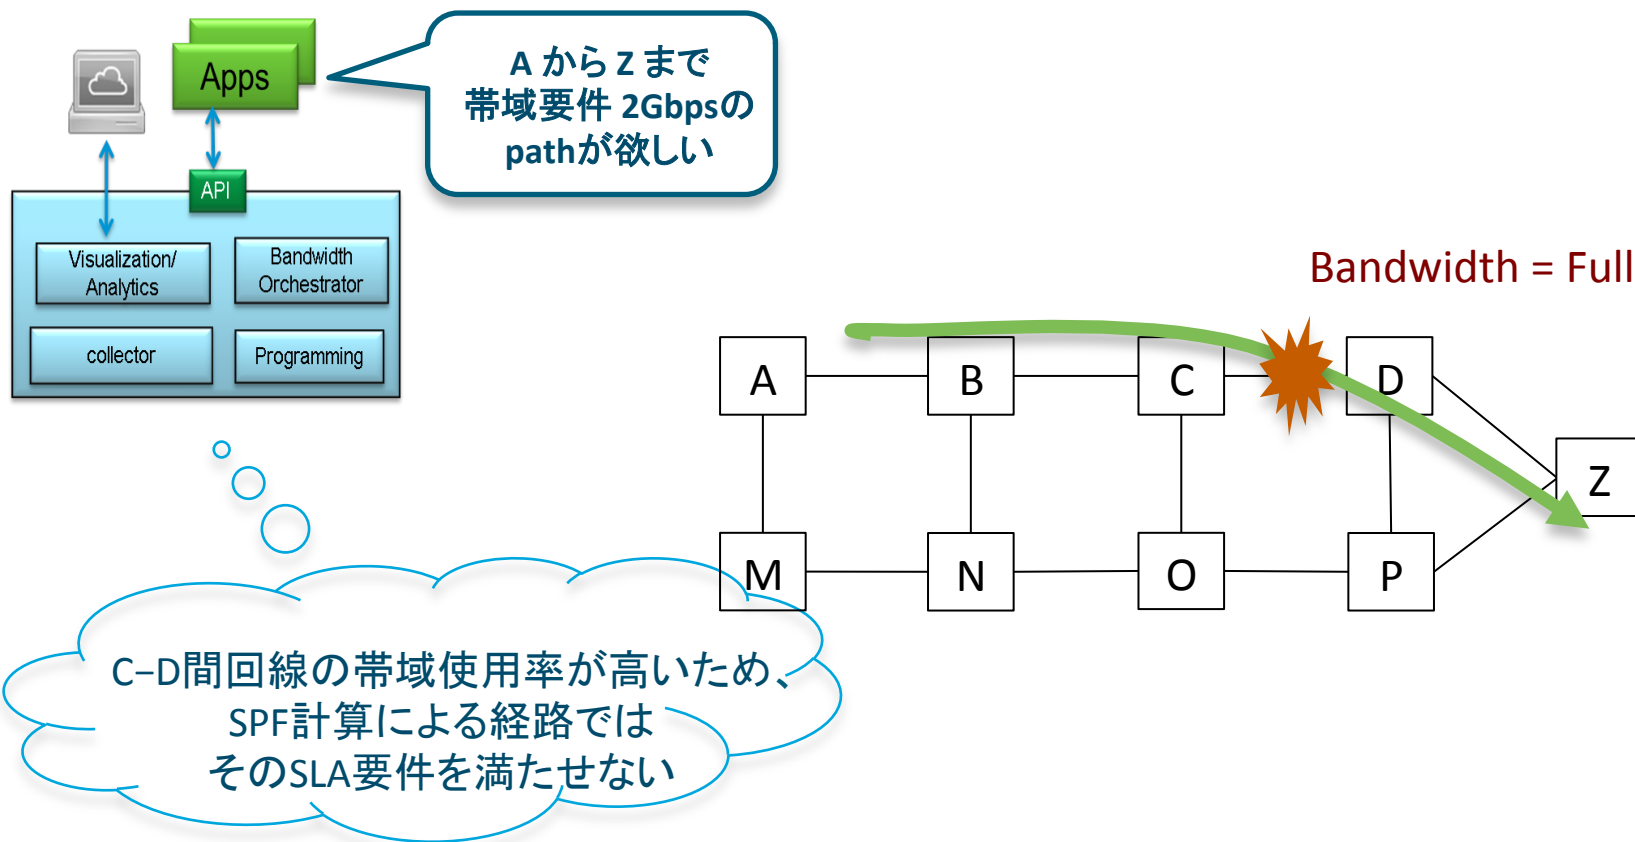 Apps
A から Z まで
帯域要件 2Gbpsの
pathが欲しい
API
Visualization/
Analytics
Bandwidth
Orchestrator
collector
Programming
Bandwidth = Full
A
B
C
D
Z
M
N
O
P
C–D間回線の帯域使用率が高いため、
SPF計算による経路では
そのSLA要件を満たせない